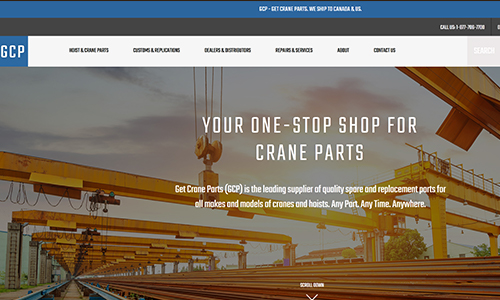 GCP - GET CRANE PARTS. WE SHIP TO CANADA & US.
CALL US: 1-877-766-7708
GCP
HOIST & CRANE PARTS
CUSTOMS & REPLICATIONS
DEALERS & DISTRIBUTORS
REPAIRS & SERVICES
ABOUT
CONTACT US
SEARCH
YOUR ONE-STOP SHOP FOR
CRANE PARTS
Get Crane Parts (GCP) is the leading supplier of quality spare and replacement parts for
all makes and models of cranes and hoists. Any Part. Any Time. Anywhere.
SCROLL DOWN